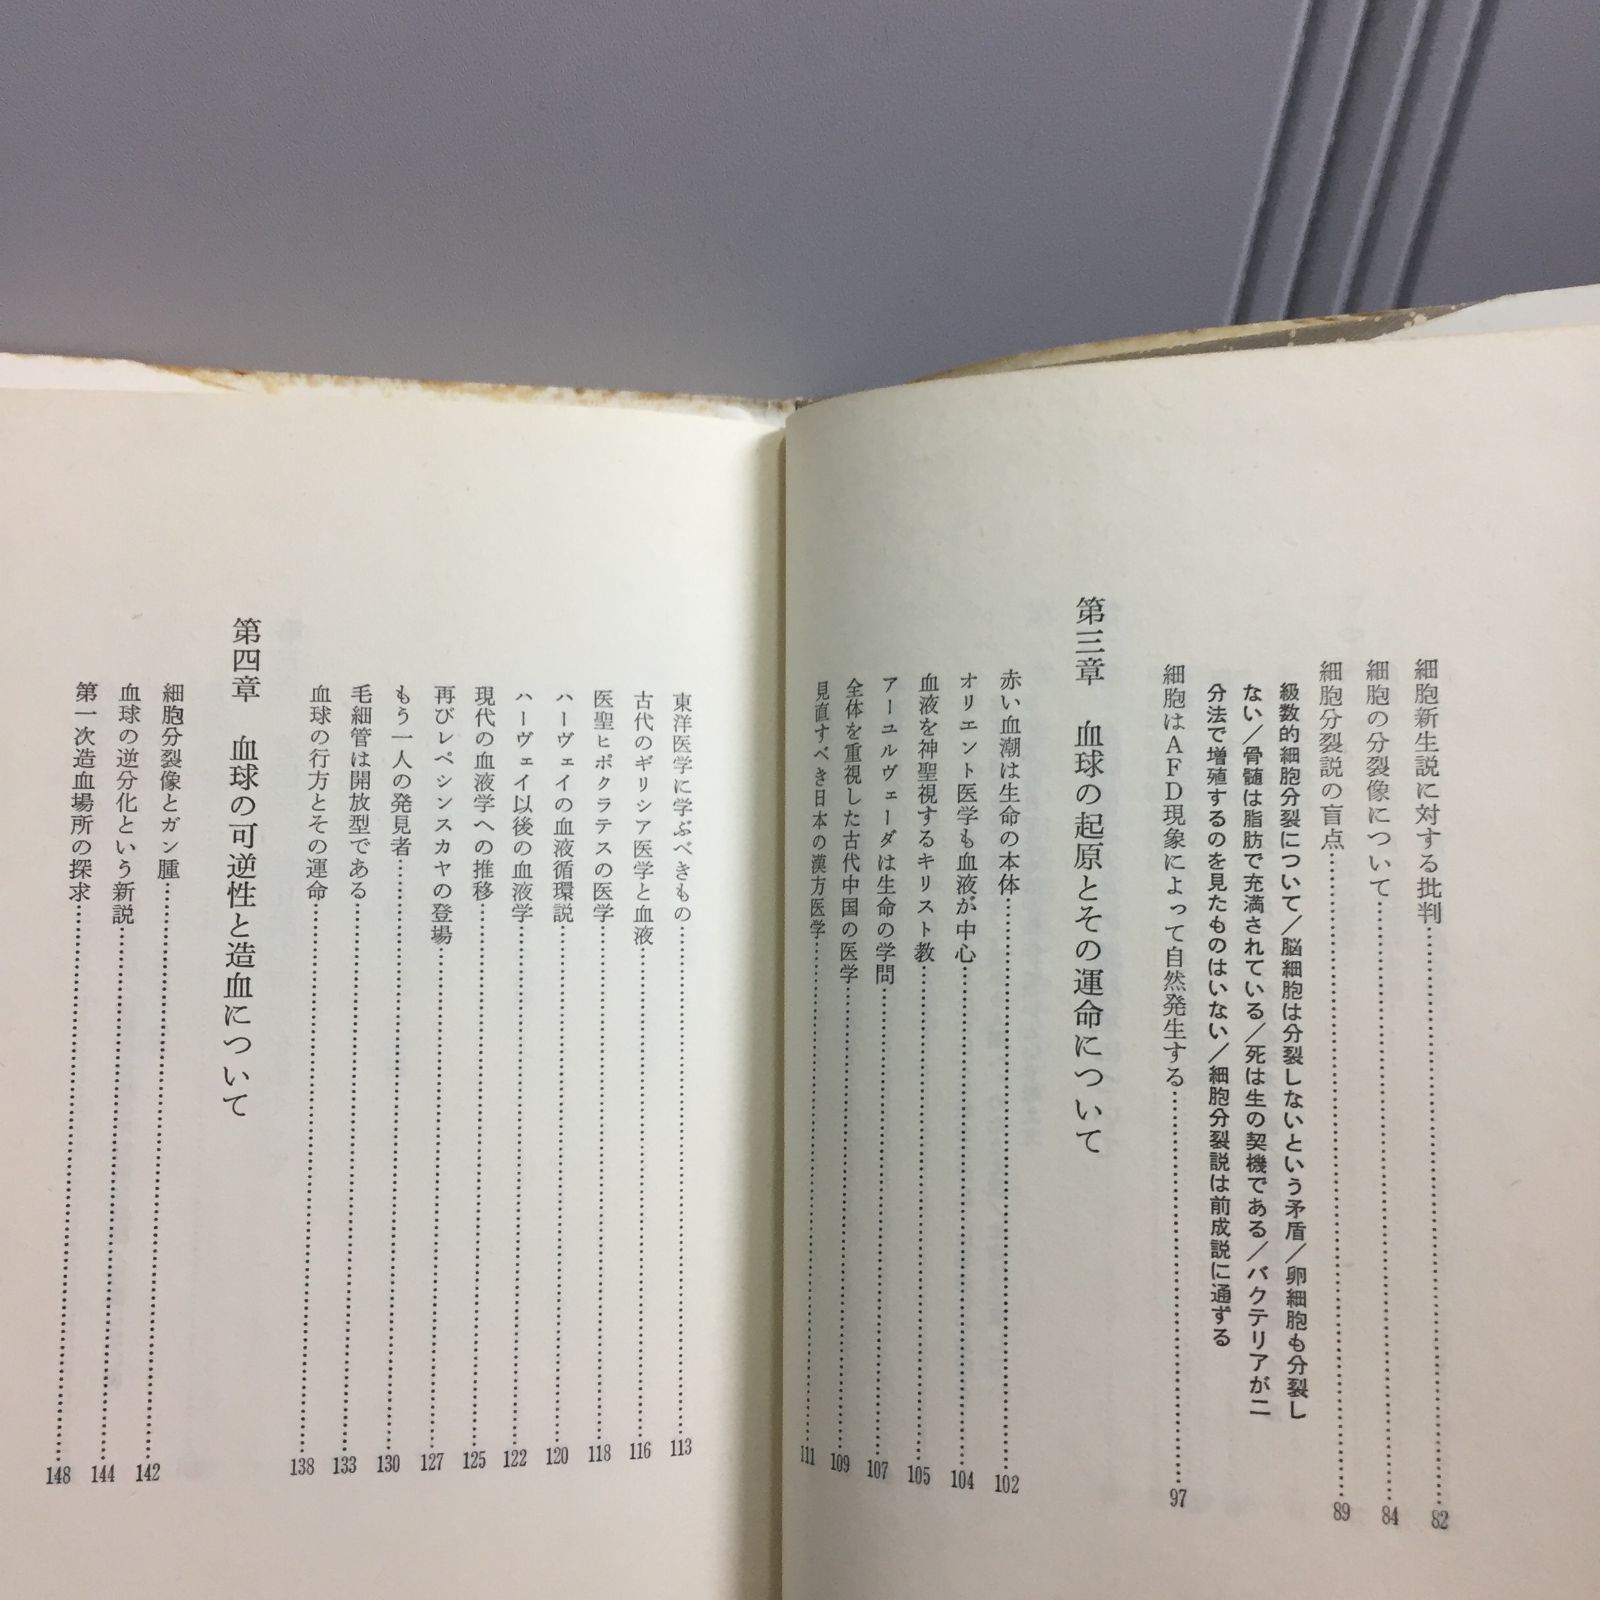 細胞新生説に対する批判……82
細胞の分裂像について……84
細胞分裂説の盲点……89
級数的細胞分裂について／脳細胞は分裂しないという矛盾／卵細胞も分裂し
ない／骨髄は脂肪で充満されている／死は生の契機である／バクテリアが二
分法で増殖するのを見たものはいない／細胞分裂説は前成説に通ずる
細胞はAFD現象によって自然発生する……97
第三章 血球の起原とその運命について
赤い血潮は生命の本体……102
オリエント医学も血液が中心……104
血液を神聖視するキリスト教……105
アーユルヴェーダは生命の学問……107
全体を重視した古代中国の医学……109
見直すべき日本の漢方医学……111
東洋医学に学ぶべきもの……113
古代のギリシア医学と血液……116
医聖ヒポクラテスの医学……118
ハーヴェイの血液循環説……120
ハーヴェイ以後の血液学……122
現代の血液学への推移……125
再びレペシンスカヤの登場……127
もう一人の発見者……130
毛細管は開放型である……133
血球の行方とその運命……138
第四章 血球の可逆性と造血について
細胞分裂像とガン腫……142
血球の逆分化という新説……144
第一次造血場所の探求……148